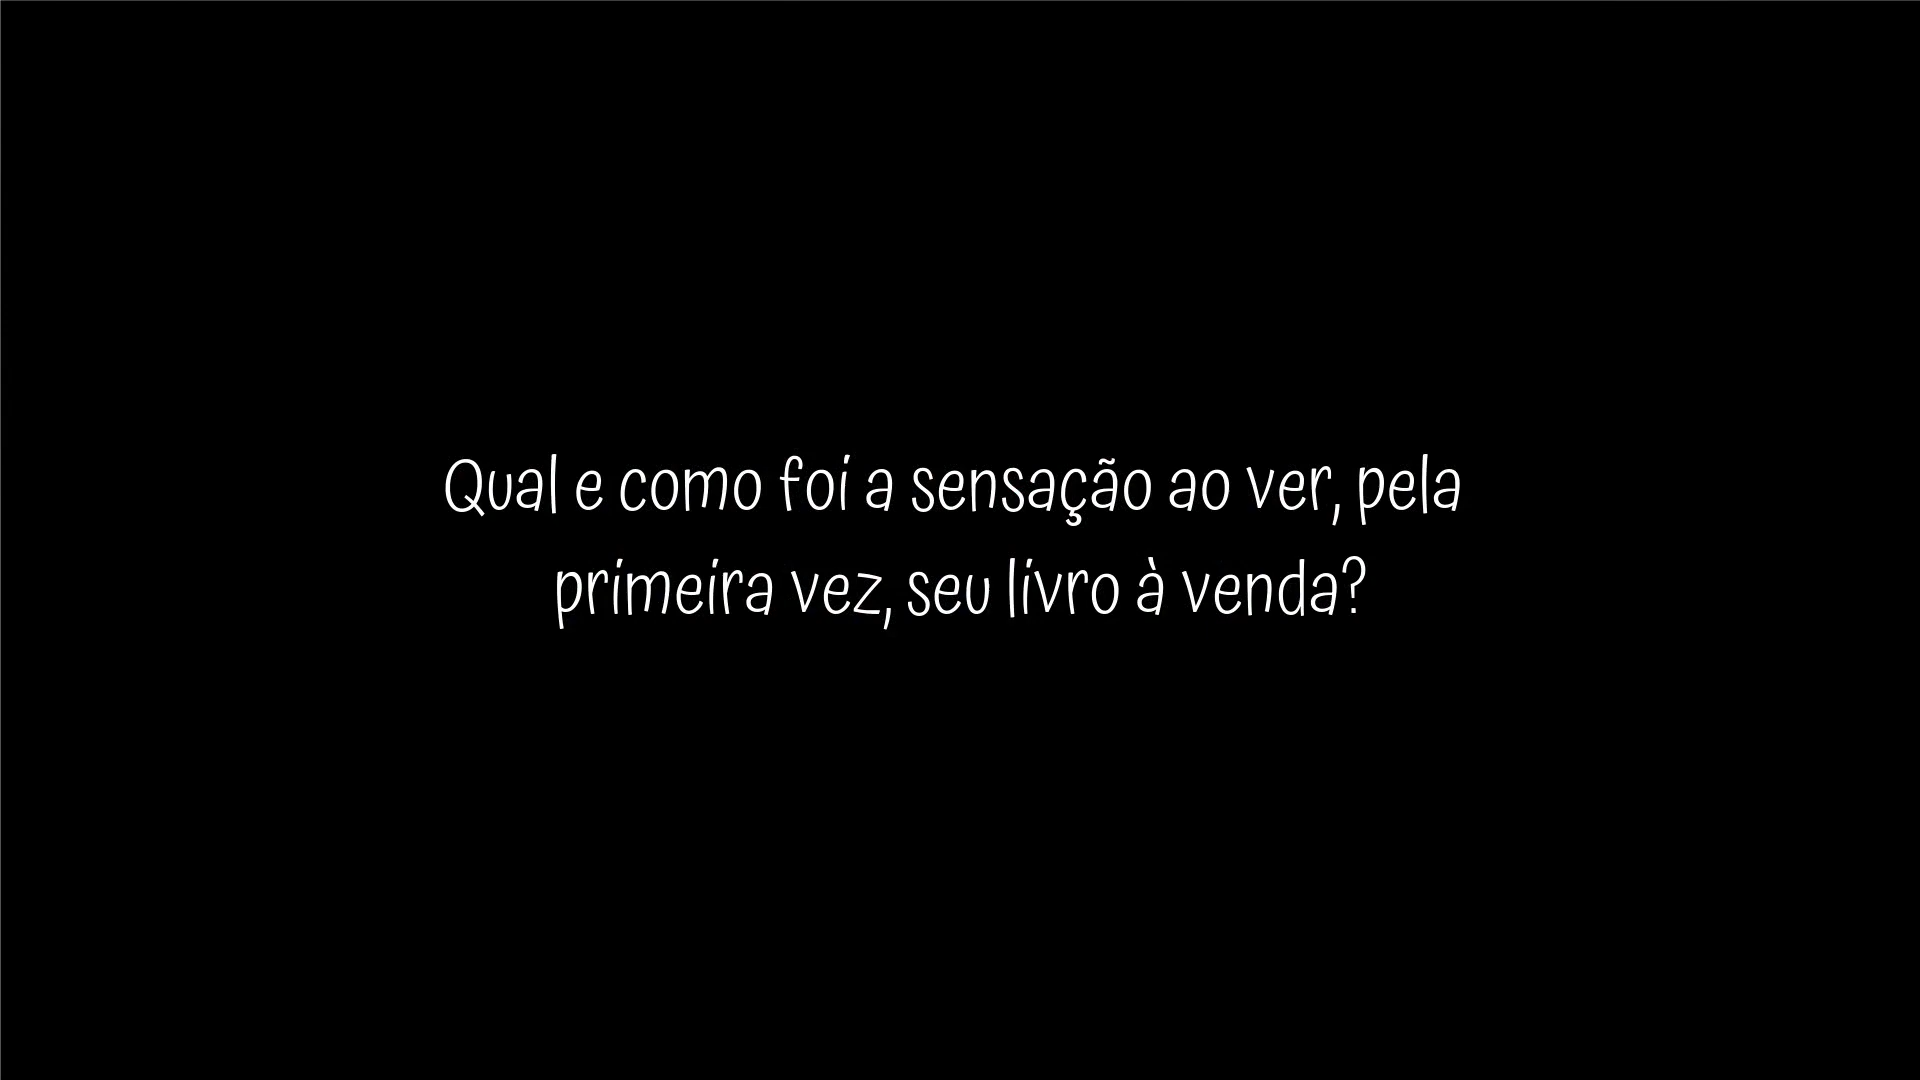 Qual e como foi a sensação ao ver, pela
primeira vez, seu livro à venda?